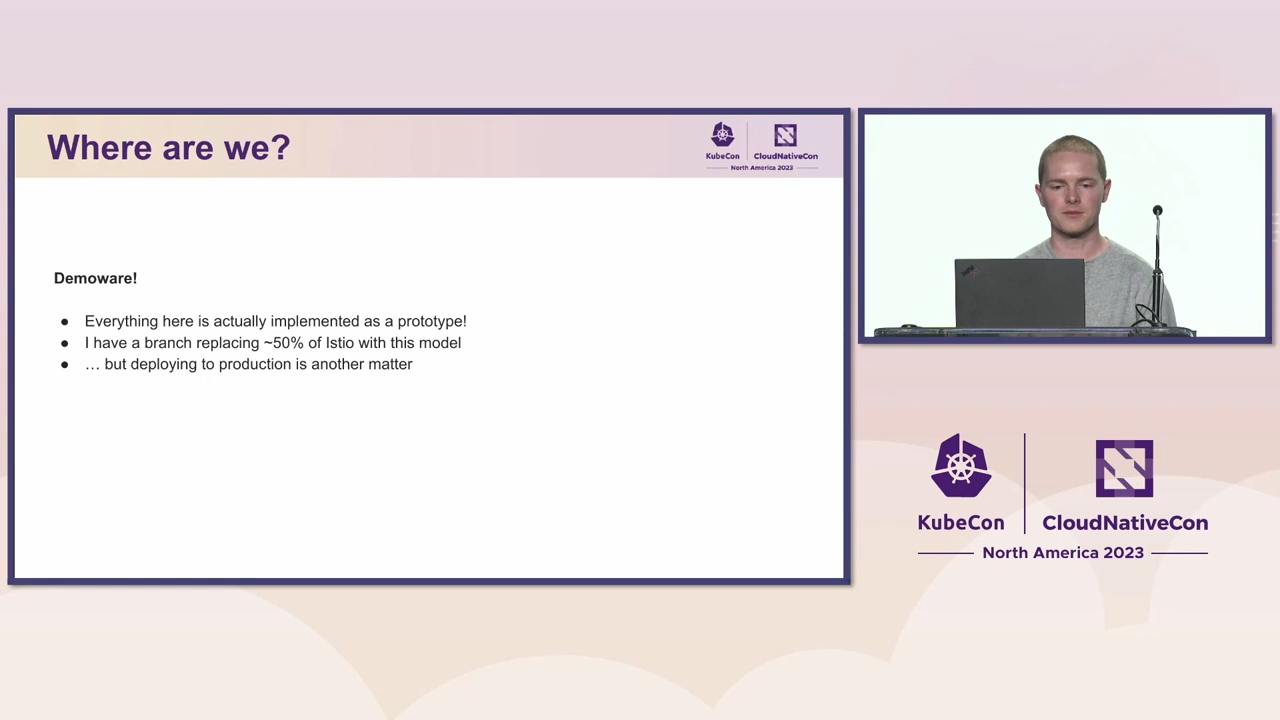 Where are we?
KubeCon
CloudNativeCon
North America 2023
Demoware!
● Everything here is actually implemented as a prototype!
● I have a branch replacing ~50% of Istio with this model
● … but deploying to production is another matter
KubeCon
CloudNativeCon
North America 2023